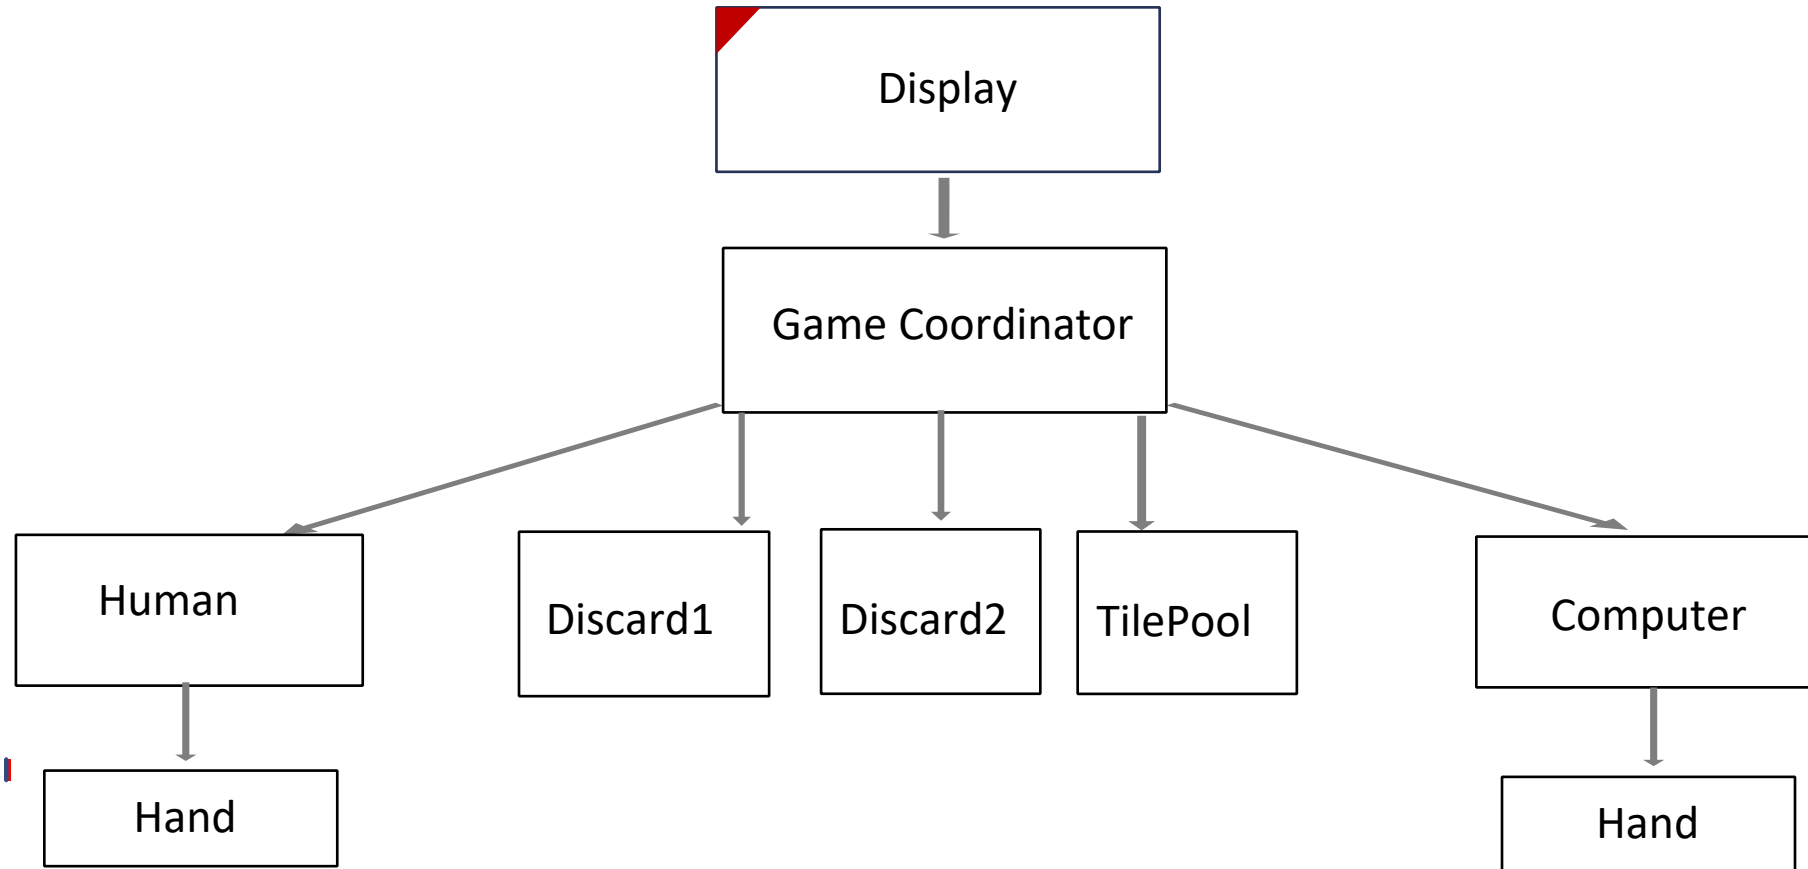 Display
Game Coordinator
Human
Discard1
Discard2
TilePool
Computer
Hand
Hand